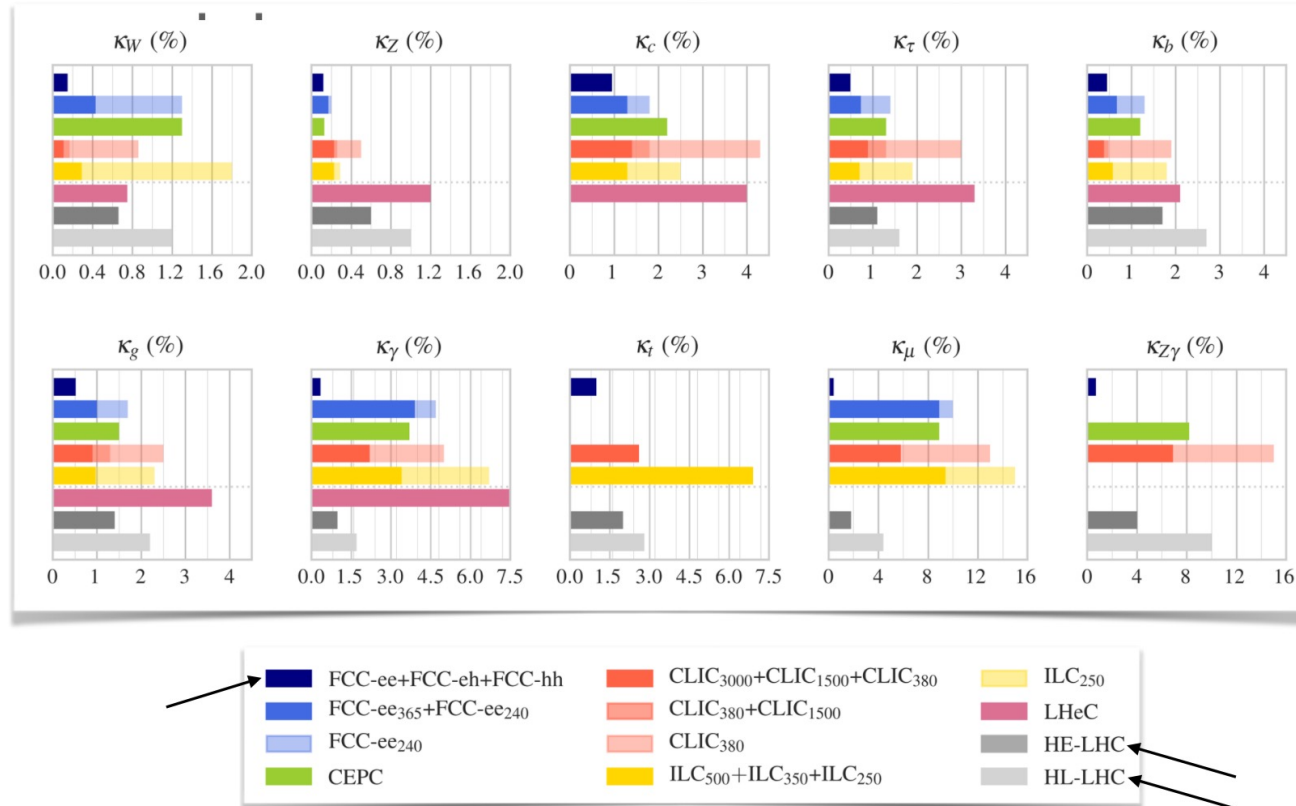 κ_W (%) κ_Z (%) κ_c (%) κ_τ (%) κ_b (%)
0.0 0.4 0.8 1.2 1.6 2.0 0.0 0.4 0.8 1.2 1.6 2.0 0 1 2 3 4 0 1 2 3 4 0 1 2 3 4
κ_g (%) κ_γ (%) κ_t (%) κ_μ (%) κ_Zγ (%)
0 1 2 3 4 0.0 1.5 3.0 4.5 6.0 7.5 0.0 1.5 3.0 4.5 6.0 7.5 0 4 8 12 16 0 4 8 12 16
FCC-ee+FCC-eh+FCC-hh CLIC₃₀₀₀+CLIC₁₅₀₀+CLIC₃₈₀ ILC₂₅₀
FCC-ee₃₆₅+FCC-ee₂₄₀ CLIC₃₈₀+CLIC₁₅₀₀ LHeC
FCC-ee₂₄₀ CLIC₃₈₀ HE-LHC
CEPC ILC₅₀₀+ILC₃₅₀+ILC₂₅₀ HL-LHC